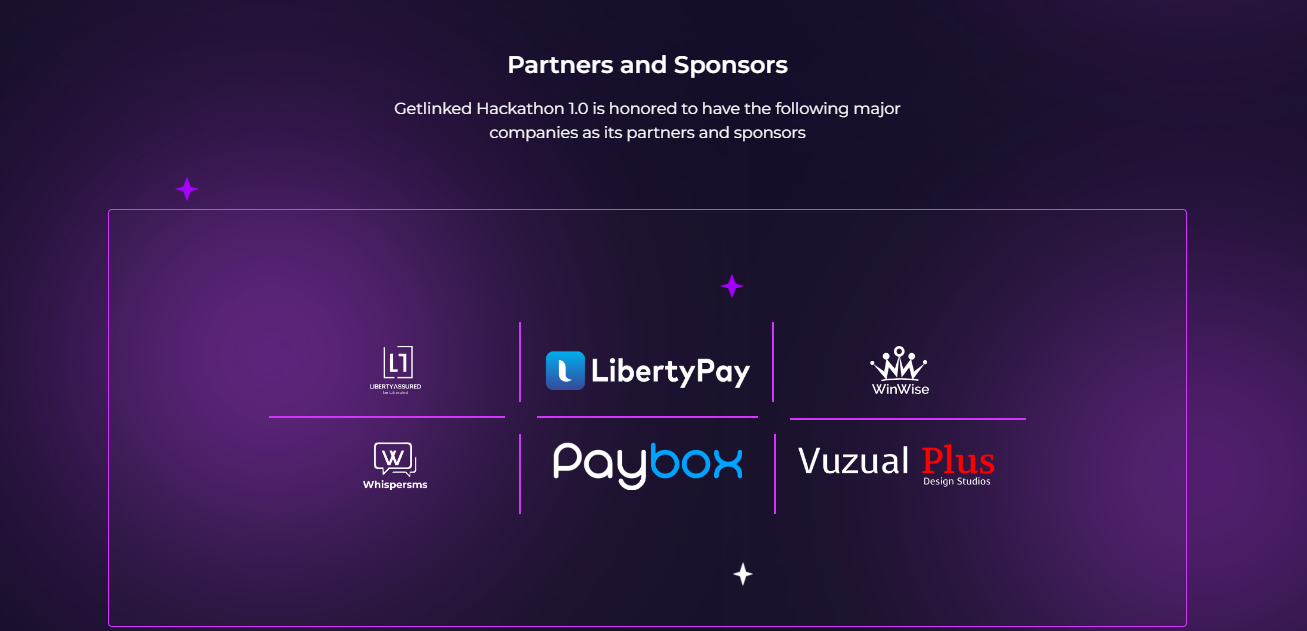 Partners and Sponsors
Getlinked Hackathon 1.0 is honored to have the following major
companies as its partners and sponsors
LIBERTYASSURED
LibertyPay
WinWise
Whispersms
Paybox
Vuzual Plus
Design Studios